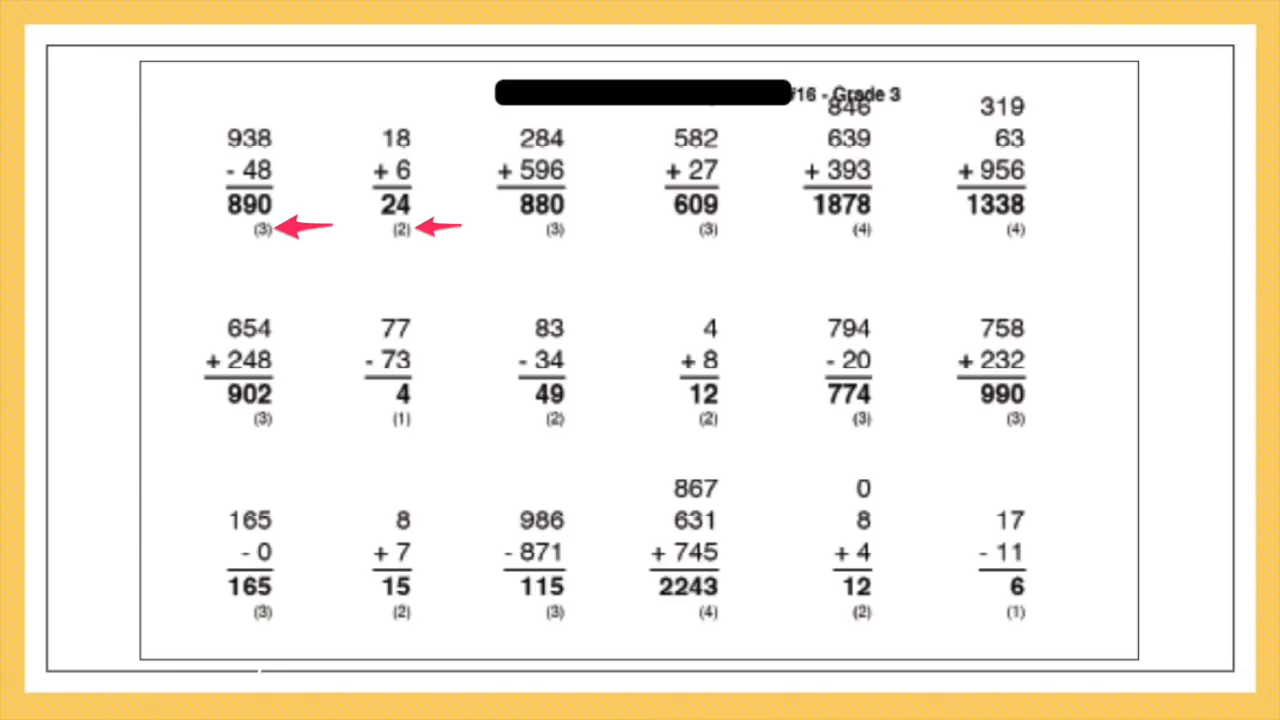 /16 - Grade 3
846 319
938 18 284 582 639 63
- 48 + 6 + 596 + 27 + 393 + 956
890 24 880 609 1878 1338
(3) (2) (3) (3) (4) (4)
654 77 83 4 794 758
+ 248 - 73 - 34 + 8 - 20 + 232
902 4 49 12 774 990
(3) (1) (2) (2) (3) (3)
867 0
165 8 986 631 8 17
- 0 + 7 - 871 + 745 + 4 - 11
165 15 115 2243 12 6
(3) (2) (3) (4) (2) (1)